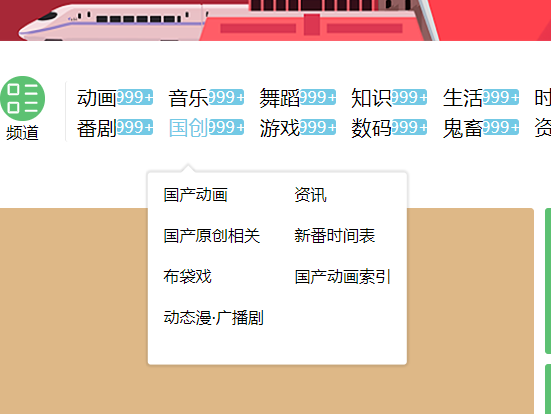 动画999+ 音乐999+ 舞蹈999+ 知识999+ 生活999+ 时
频道
番剧999+ 国创999+ 游戏999+ 数码999+ 鬼畜999+ 资
国产动画 资讯
国产原创相关 新番时间表
布袋戏 国产动画索引
动态漫·广播剧